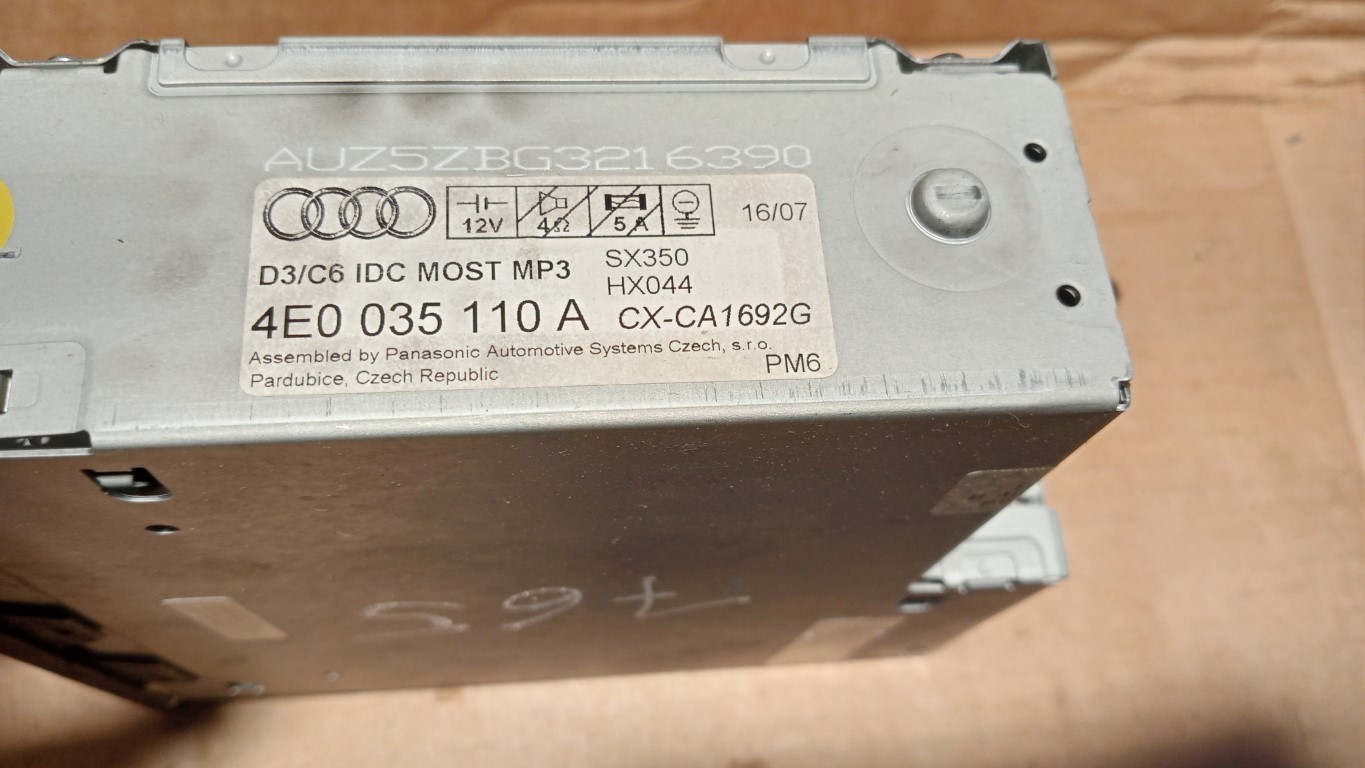 AUZ5ZBG3216390
12V 4Ω 5A 16/07
D3/C6 IDC MOST MP3 SX350
HX044
4E0 035 110 A CX-CA1692G
Assembled by Panasonic Automotive Systems Czech, s.r.o.
Pardubice, Czech Republic PM6